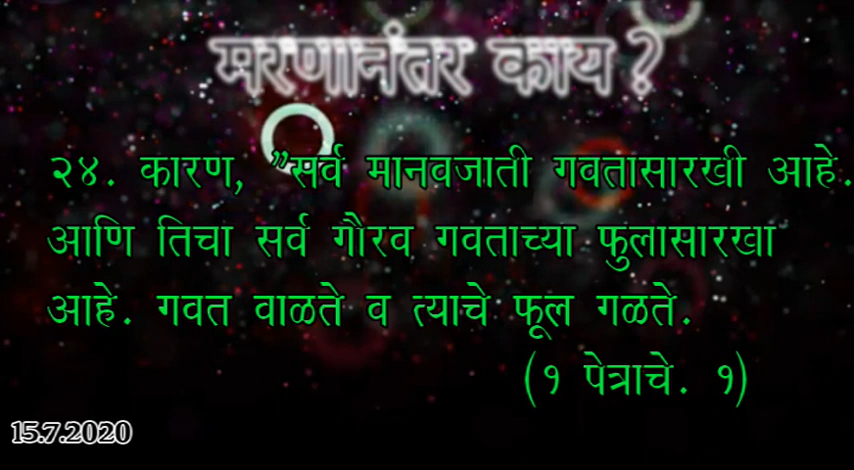 मरणानंतर काय ?
२४. कारण, ”सर्व मानवजाती गवतासारखी आहे.
आणि तिचा सर्व गौरव गवताच्या फुलासारखा
आहे. गवत वाळते व त्याचे फूल गळते.
(१ पेत्राचे. १)
15.7.2020